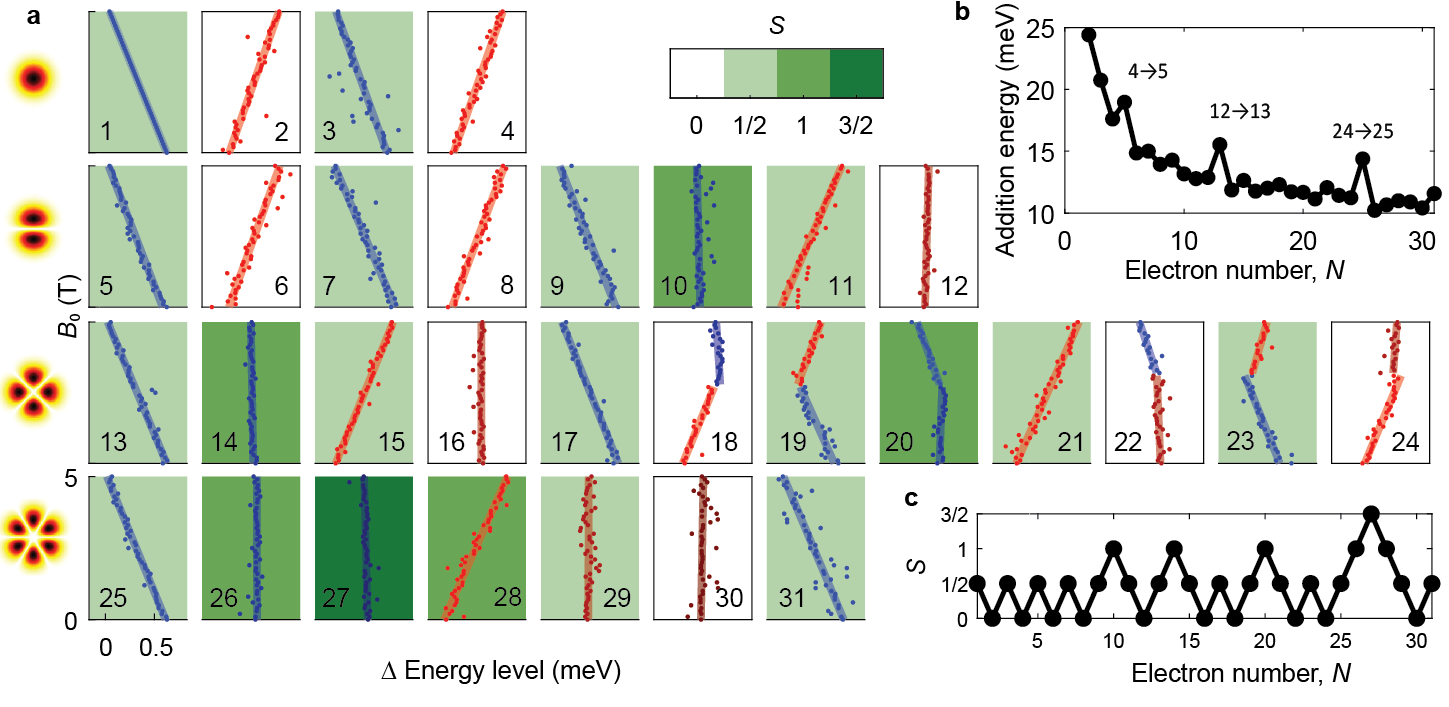 a
S
0 1/2 1 3/2
1 2 3 4
5 6 7 8 9 10 11 12
B₀ (T)
13 14 15 16 17 18 19 20 21 22 23 24
5
25 26 27 28 29 30 31
0
0 0.5
Δ Energy level (meV)
b
Addition energy (meV)
25
20
15
10
4→5
12→13
24→25
0 10 20 30
Electron number, N
c
S
3/2
1
1/2
0
5 10 15 20 25 30
Electron number, N